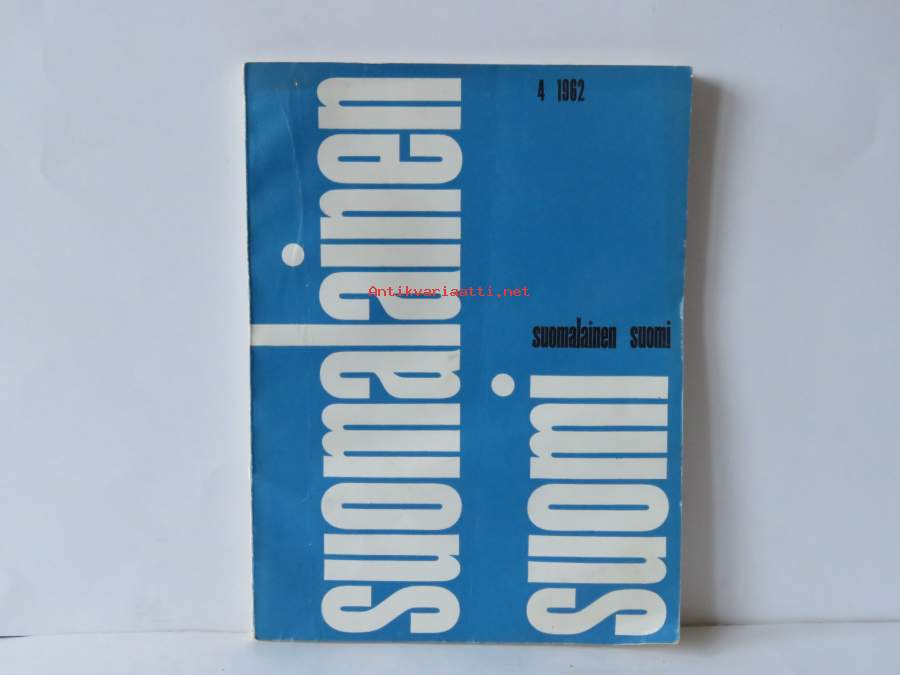 4 1962
suomalainen
suomi
suomalainen suomi
Antikvariaatti.net